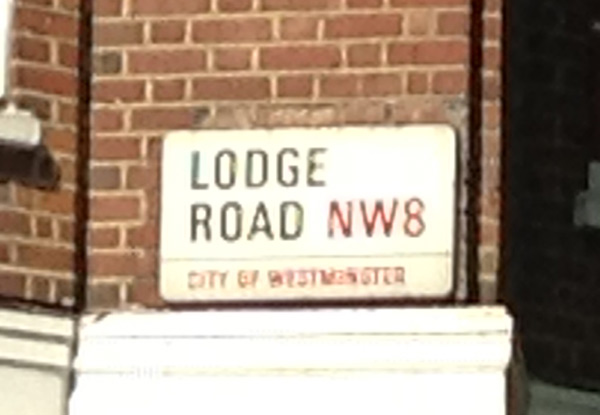 LODGE
ROAD NW8
CITY OF WESTMINSTER